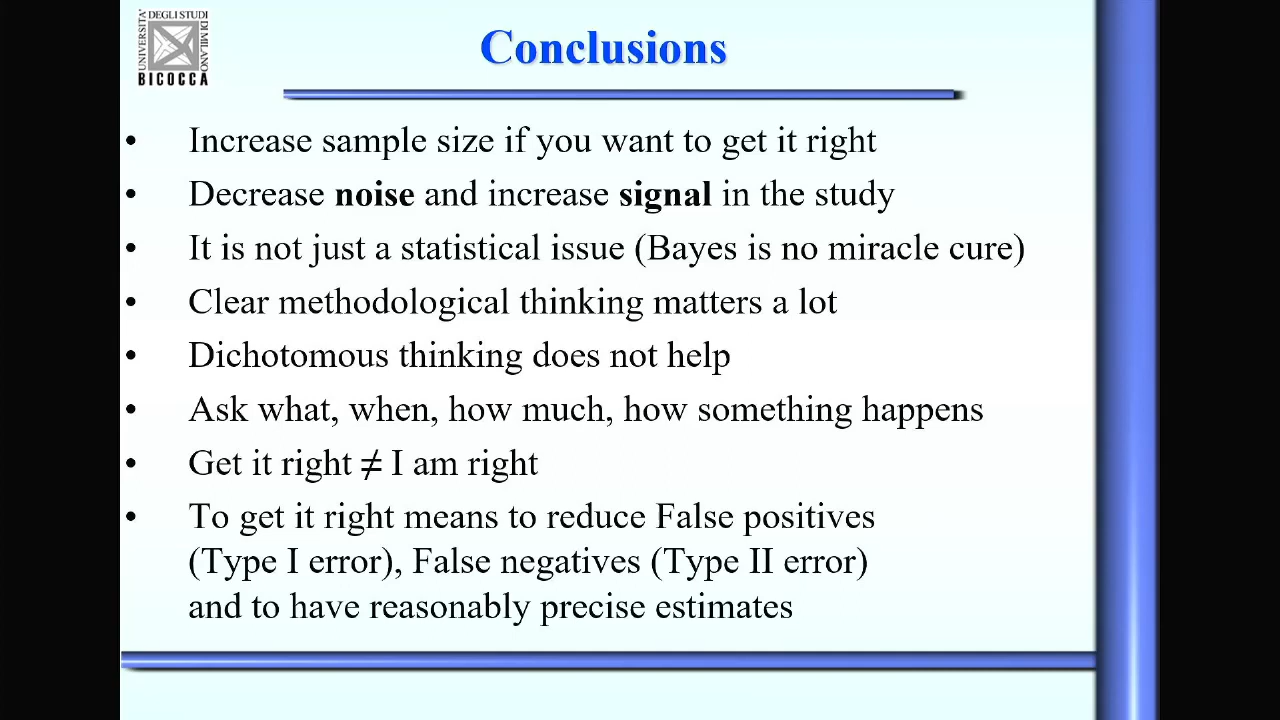 UNIVERSITA'
DEGLI STUDI
DI MILANO
BICOCCA
Conclusions
• Increase sample size if you want to get it right
• Decrease noise and increase signal in the study
• It is not just a statistical issue (Bayes is no miracle cure)
• Clear methodological thinking matters a lot
• Dichotomous thinking does not help
• Ask what, when, how much, how something happens
• Get it right ≠ I am right
• To get it right means to reduce False positives
(Type I error), False negatives (Type II error)
and to have reasonably precise estimates